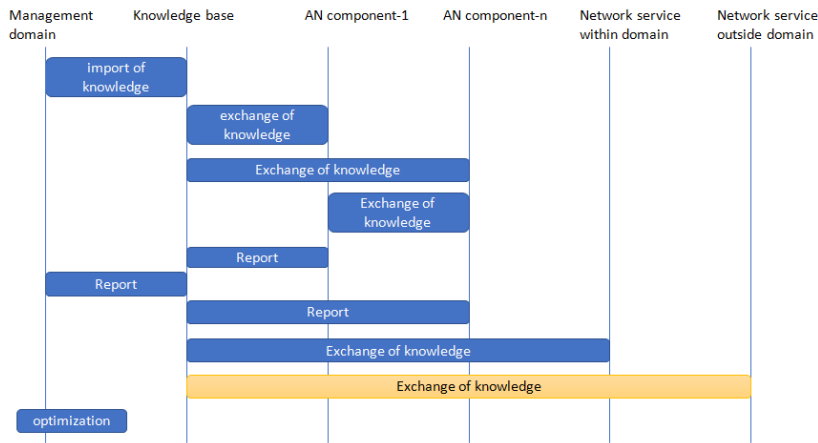 Management
domain
Knowledge base
AN component-1
AN component-n
Network service
within domain
Network service
outside domain
import of
knowledge
exchange of
knowledge
Exchange of knowledge
Exchange of
knowledge
Report
Report
Report
Exchange of knowledge
Exchange of knowledge
optimization